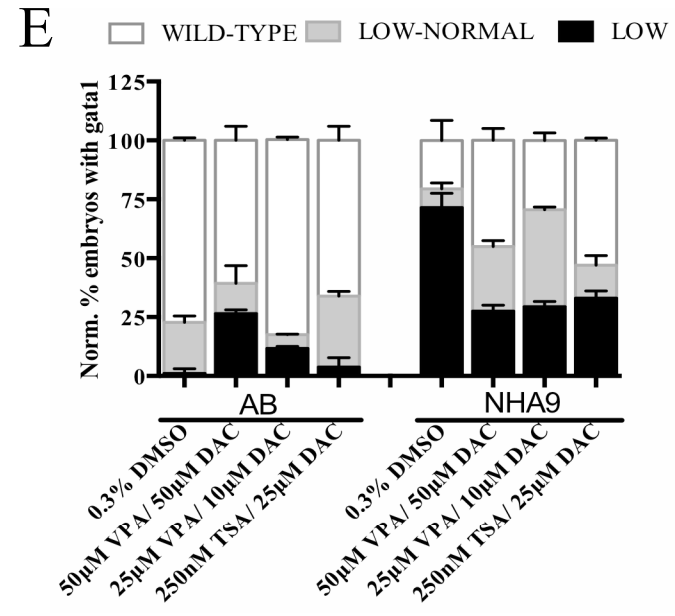 E
WILD-TYPE LOW-NORMAL LOW
Norm. % embryos with gata1
125
100
75
50
25
0
AB NHA9
0.3% DMSO
50µM VPA/ 50µM DAC
25µM VPA/ 10µM DAC
250nM TSA/ 25µM DAC
0.3% DMSO
50µM VPA/ 50µM DAC
25µM VPA/ 10µM DAC
250nM TSA/ 25µM DAC